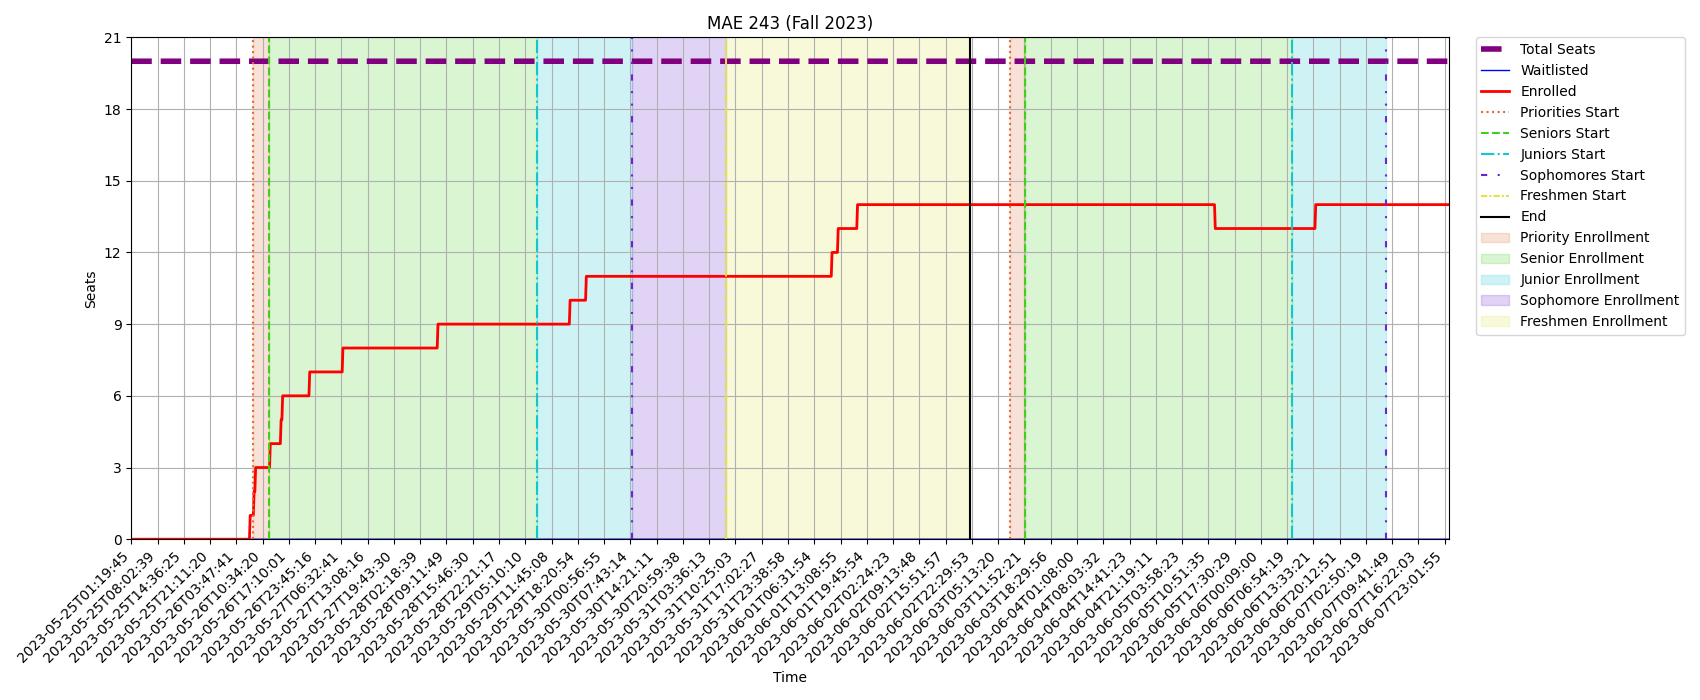 MAE 243 (Fall 2023)
Seats
21
18
15
12
9
6
3
0
2023-05-25T01:19:45
2023-05-25T08:02:39
2023-05-25T14:36:25
2023-05-25T21:11:20
2023-05-26T03:47:41
2023-05-26T10:34:20
2023-05-26T17:10:01
2023-05-26T23:45:16
2023-05-27T06:32:41
2023-05-27T13:08:16
2023-05-27T19:43:30
2023-05-28T02:18:39
2023-05-28T09:11:49
2023-05-28T15:46:30
2023-05-28T22:21:17
2023-05-29T05:10:10
2023-05-29T11:45:08
2023-05-29T18:20:54
2023-05-30T00:56:55
2023-05-30T07:43:14
2023-05-30T14:21:11
2023-05-30T20:59:38
2023-05-31T03:36:13
2023-05-31T10:25:03
2023-05-31T17:02:27
2023-05-31T23:38:58
2023-06-01T06:31:54
2023-06-01T13:08:55
2023-06-01T19:45:54
2023-06-02T02:24:23
2023-06-02T09:13:48
2023-06-02T15:51:57
2023-06-02T22:29:53
2023-06-03T05:13:20
2023-06-03T11:52:21
2023-06-03T18:29:56
2023-06-04T01:08:00
2023-06-04T08:03:32
2023-06-04T14:41:23
2023-06-04T21:19:11
2023-06-05T03:58:23
2023-06-05T10:51:35
2023-06-05T17:30:29
2023-06-06T00:09:00
2023-06-06T06:54:19
2023-06-06T13:33:21
2023-06-06T20:12:51
2023-06-07T02:50:19
2023-06-07T09:41:49
2023-06-07T16:22:03
2023-06-07T23:01:55
Time
Total Seats
Waitlisted
Enrolled
Priorities Start
Seniors Start
Juniors Start
Sophomores Start
Freshmen Start
End
Priority Enrollment
Senior Enrollment
Junior Enrollment
Sophomore Enrollment
Freshmen Enrollment